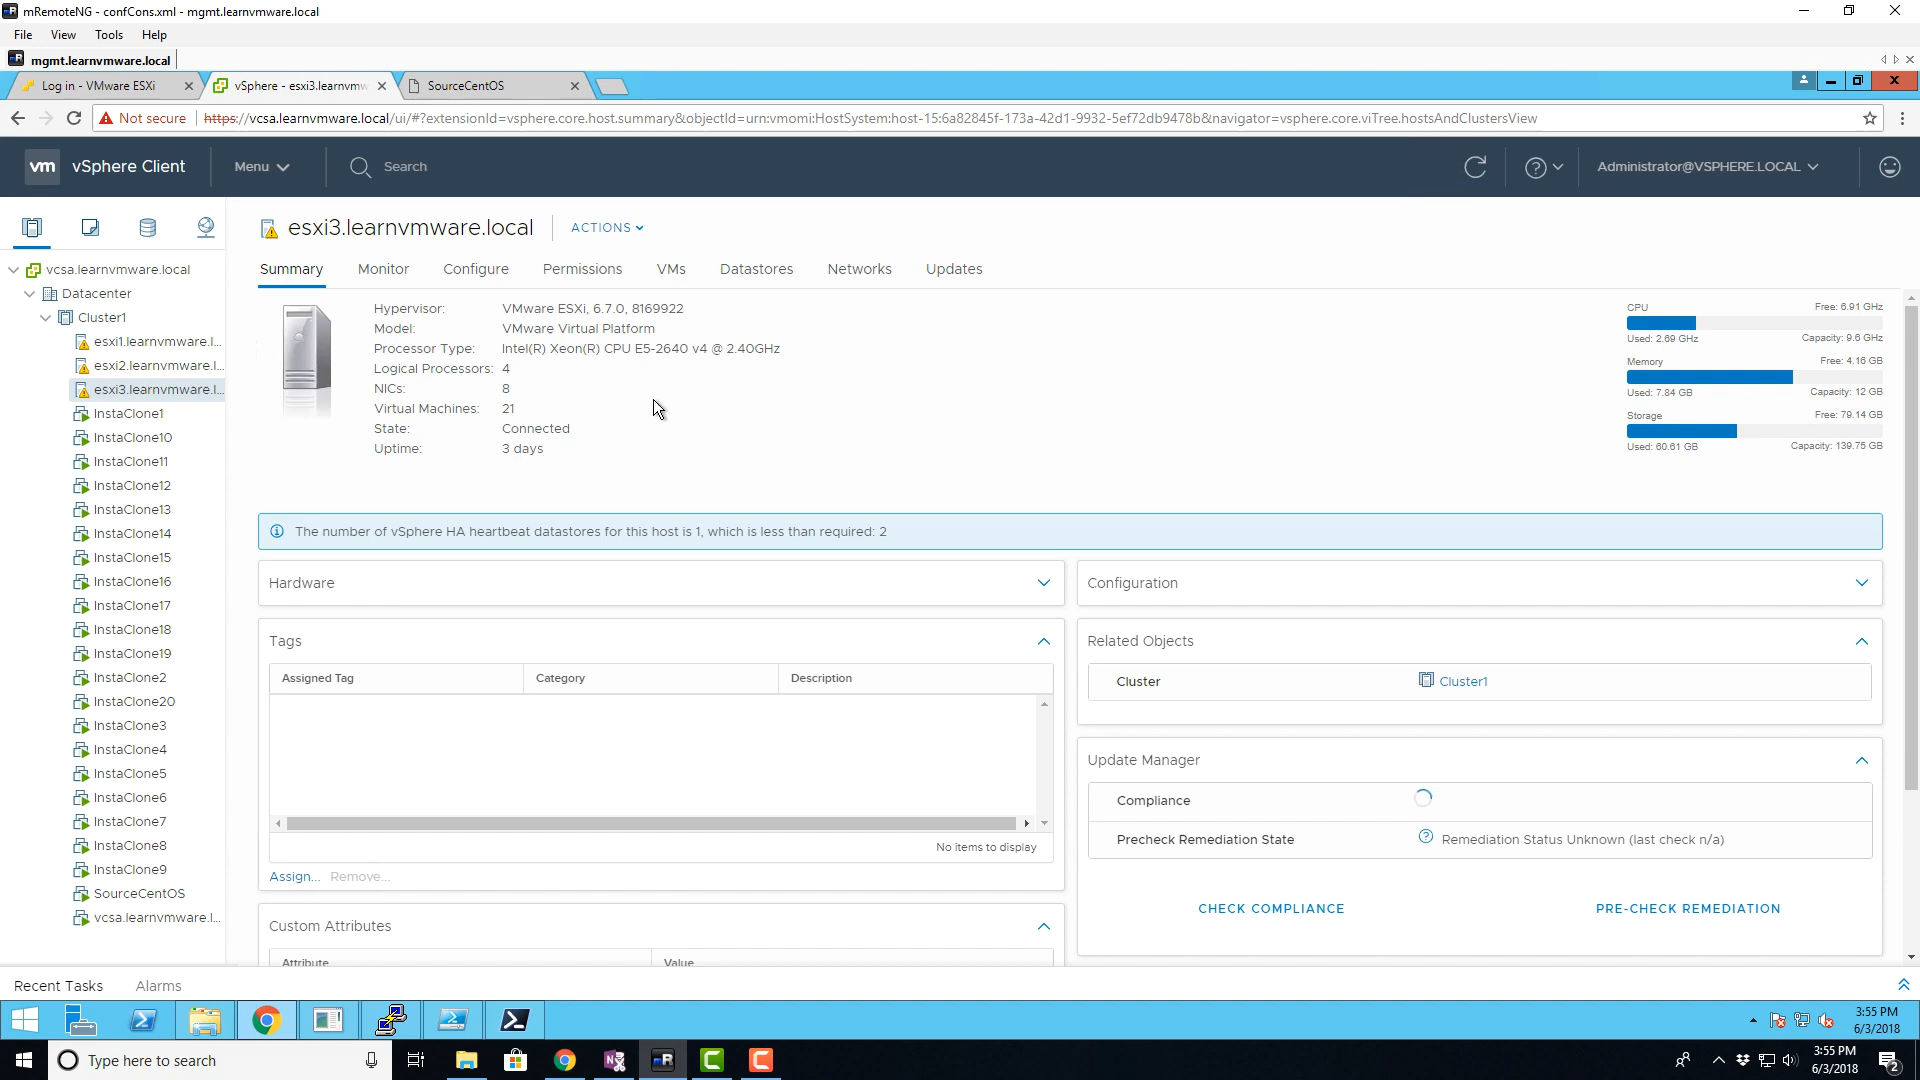 mRemoteNG - confCons.xml - mgmt.learnvmware.local
File View Tools Help
mgmt.learnvmware.local
Log in - VMware ESXi
vSphere - esxi3.learnvmw
SourceCentOS
Not secure https://vcsa.learnvmware.local/ui/#?extensionId=vsphere.core.host.summary&objectId=urn:vmomi:HostSystem:host-15:6a82845f-173a-42d1-9932-5ef72db9478b&navigator=vsphere.core.viTree.hostsAndClustersView
vm vSphere Client Menu Search Administrator@VSPHERE.LOCAL
vcsa.learnvmware.local
Datacenter
Cluster1
esxi1.learnvmware.l...
esxi2.learnvmware.l...
esxi3.learnvmware.l...
InstaClone1
InstaClone10
InstaClone11
InstaClone12
InstaClone13
InstaClone14
InstaClone15
InstaClone16
InstaClone17
InstaClone18
InstaClone19
InstaClone2
InstaClone20
InstaClone3
InstaClone4
InstaClone5
InstaClone6
InstaClone7
InstaClone8
InstaClone9
SourceCentOS
vcsa.learnvmware.l...
esxi3.learnvmware.local ACTIONS
Summary Monitor Configure Permissions VMs Datastores Networks Updates
Hypervisor: VMware ESXi, 6.7.0, 8169922
Model: VMware Virtual Platform
Processor Type: Intel(R) Xeon(R) CPU E5-2640 v4 @ 2.40GHz
Logical Processors: 4
NICs: 8
Virtual Machines: 21
State: Connected
Uptime: 3 days
CPU Free: 6.91 GHz
Used: 2.69 GHz Capacity: 9.6 GHz
Memory Free: 4.16 GB
Used: 7.84 GB Capacity: 12 GB
Storage Free: 79.14 GB
Used: 60.61 GB Capacity: 139.75 GB
The number of vSphere HA heartbeat datastores for this host is 1, which is less than required: 2
Hardware
Tags
Assigned Tag Category Description
No items to display
Assign... Remove...
Custom Attributes
Attribute Value
Configuration
Related Objects
Cluster Cluster1
Update Manager
Compliance
Precheck Remediation State Remediation Status Unknown (last check n/a)
CHECK COMPLIANCE PRE-CHECK REMEDIATION
Recent Tasks Alarms
3:55 PM
6/3/2018
Type here to search
3:55 PM
6/3/2018
2